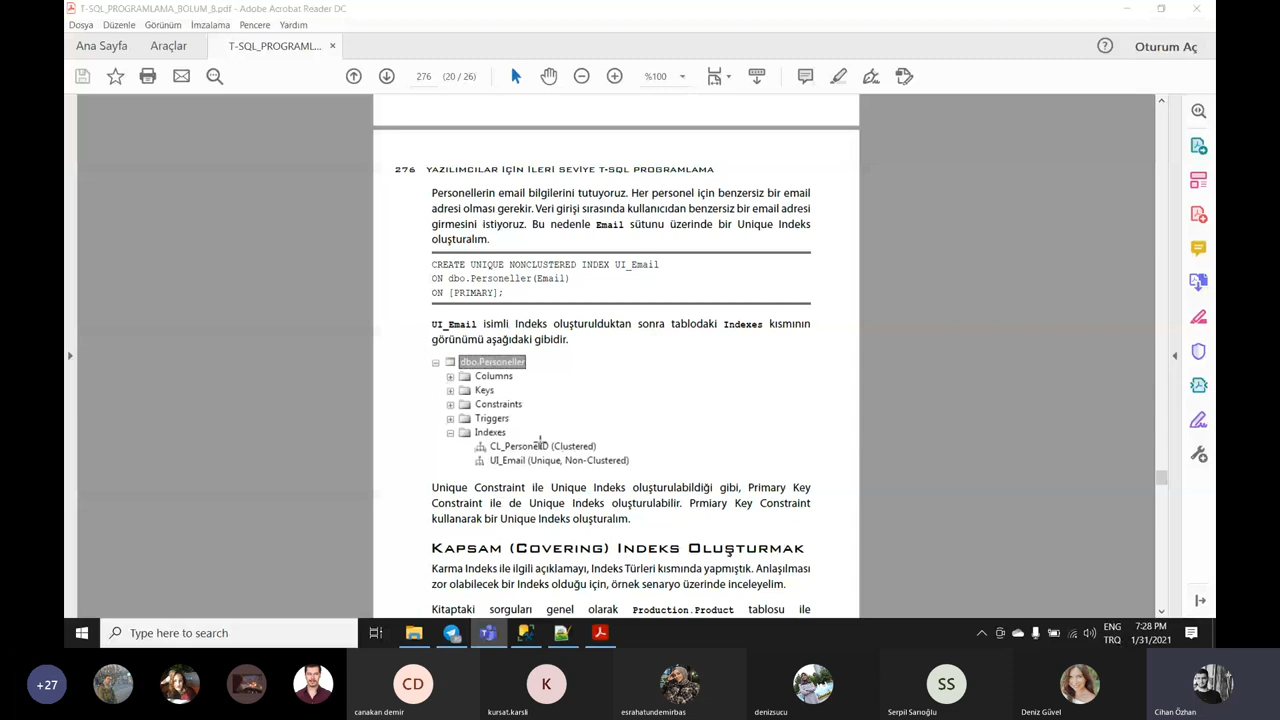 T-SQL_PROGRAMLAMA_BOLUM_8.pdf - Adobe Acrobat Reader DC
Dosya Düzenle Görünüm İmzalama Pencere Yardım
Ana Sayfa Araçlar T-SQL_PROGRAML... × Oturum Aç
276 (20 / 26) %100
276 YAZILIMCILAR İÇİN İLERİ SEVİYE T-SQL PROGRAMLAMA
Personellerin email bilgilerini tutuyoruz. Her personel için benzersiz bir email
adresi olması gerekir. Veri girişi sırasında kullanıcıdan benzersiz bir email adresi
girmesini istiyoruz. Bu nedenle Email sütunu üzerinde bir Unique Indeks
oluşturalım.
CREATE UNIQUE NONCLUSTERED INDEX UI_Email
ON dbo.Personeller(Email)
ON [PRIMARY];
UI_Email isimli Indeks oluşturulduktan sonra tablodaki Indexes kısmının
görünümü aşağıdaki gibidir.
dbo.Personeller
Columns
Keys
Constraints
Triggers
Indexes
CL_PersonelID (Clustered)
UI_Email (Unique, Non-Clustered)
Unique Constraint ile Unique Indeks oluşturulabildiği gibi, Primary Key
Constraint ile de Unique Indeks oluşturulabilir. Prmiary Key Constraint
kullanarak bir Unique Indeks oluşturalım.
KAPSAM (COVERING) INDEKS OLUŞTURMAK
Karma Indeks ile ilgili açıklamayı, Indeks Türleri kısmında yapmıştık. Anlaşılması
zor olabilecek bir Indeks olduğu için, örnek senaryo üzerinde inceleyelim.
Kitaptaki sorguları genel olarak Production.Product tablosu ile
Type here to search
ENG 7:28 PM
TRQ 1/31/2021
+27 CD K SS
canakan demir kursat.karsli esrahatundemirbas denizsucu Serpil Sarıoğlu Deniz Güvel Cihan Özhan